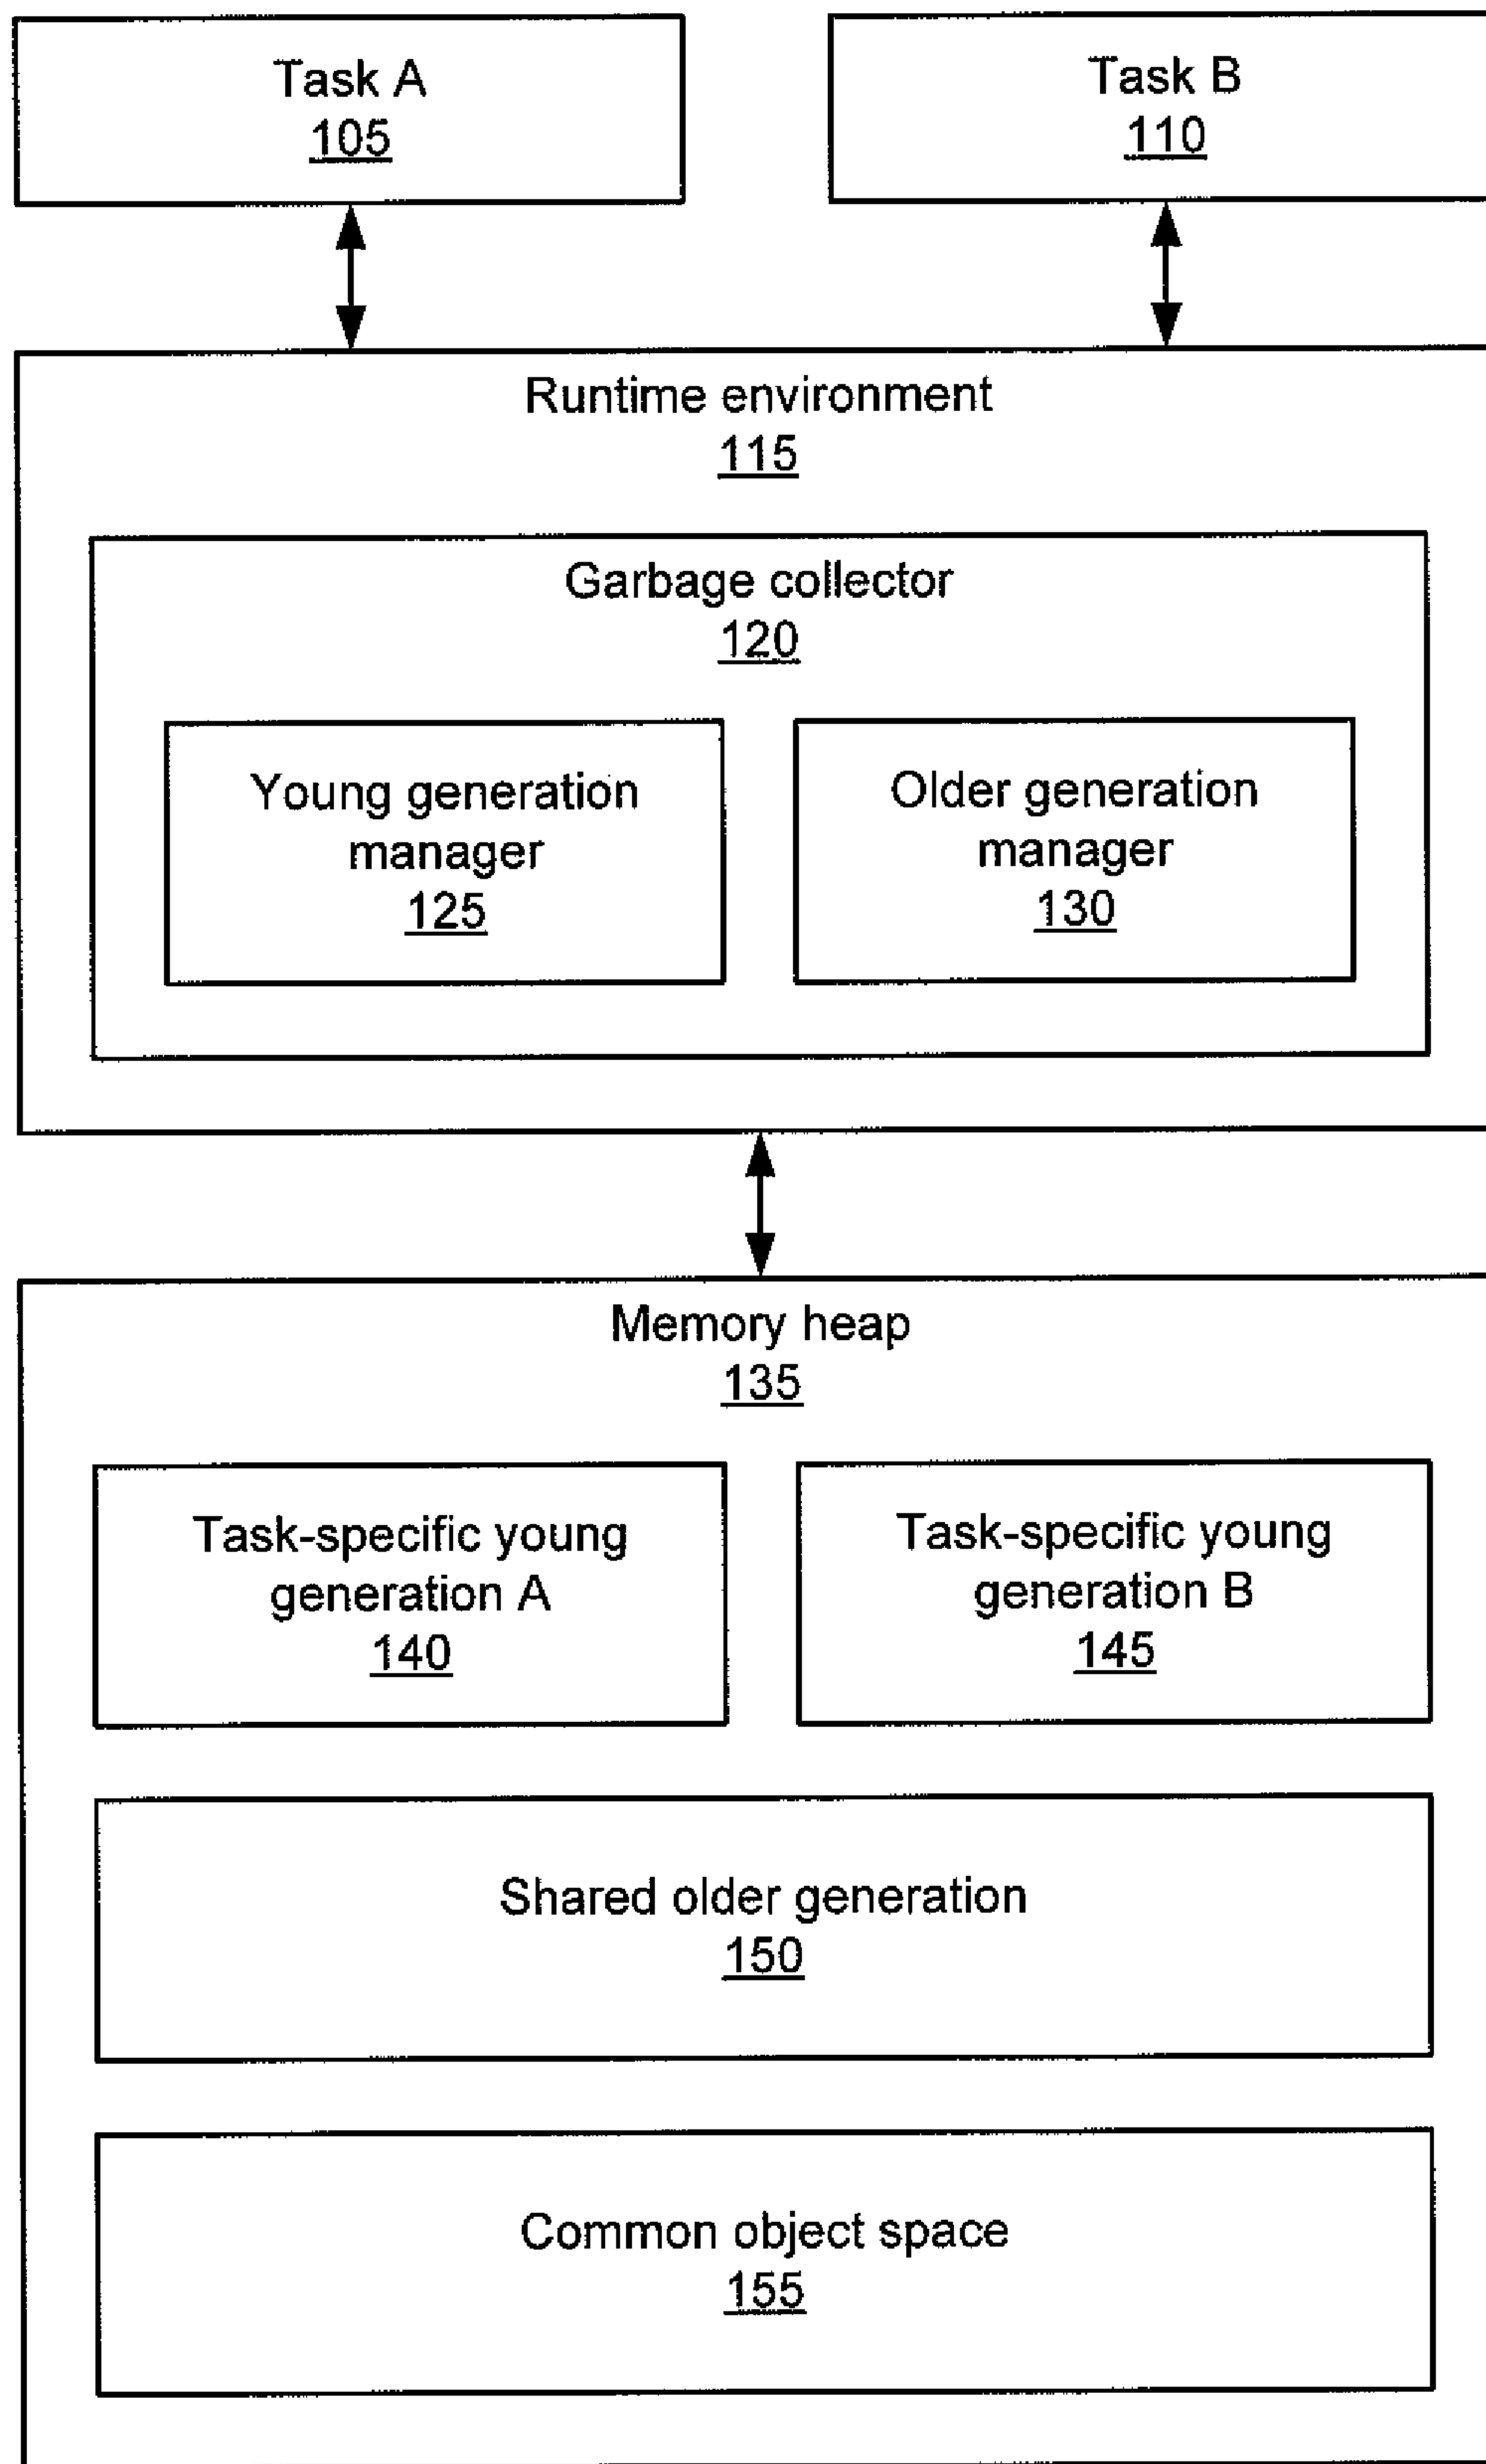 Task A
105
Task B
110
Runtime environment
115
Garbage collector
120
Young generation
manager
125
Older generation
manager
130
Memory heap
135
Task-specific young
generation A
140
Task-specific young
generation B
145
Shared older generation
150
Common object space
155